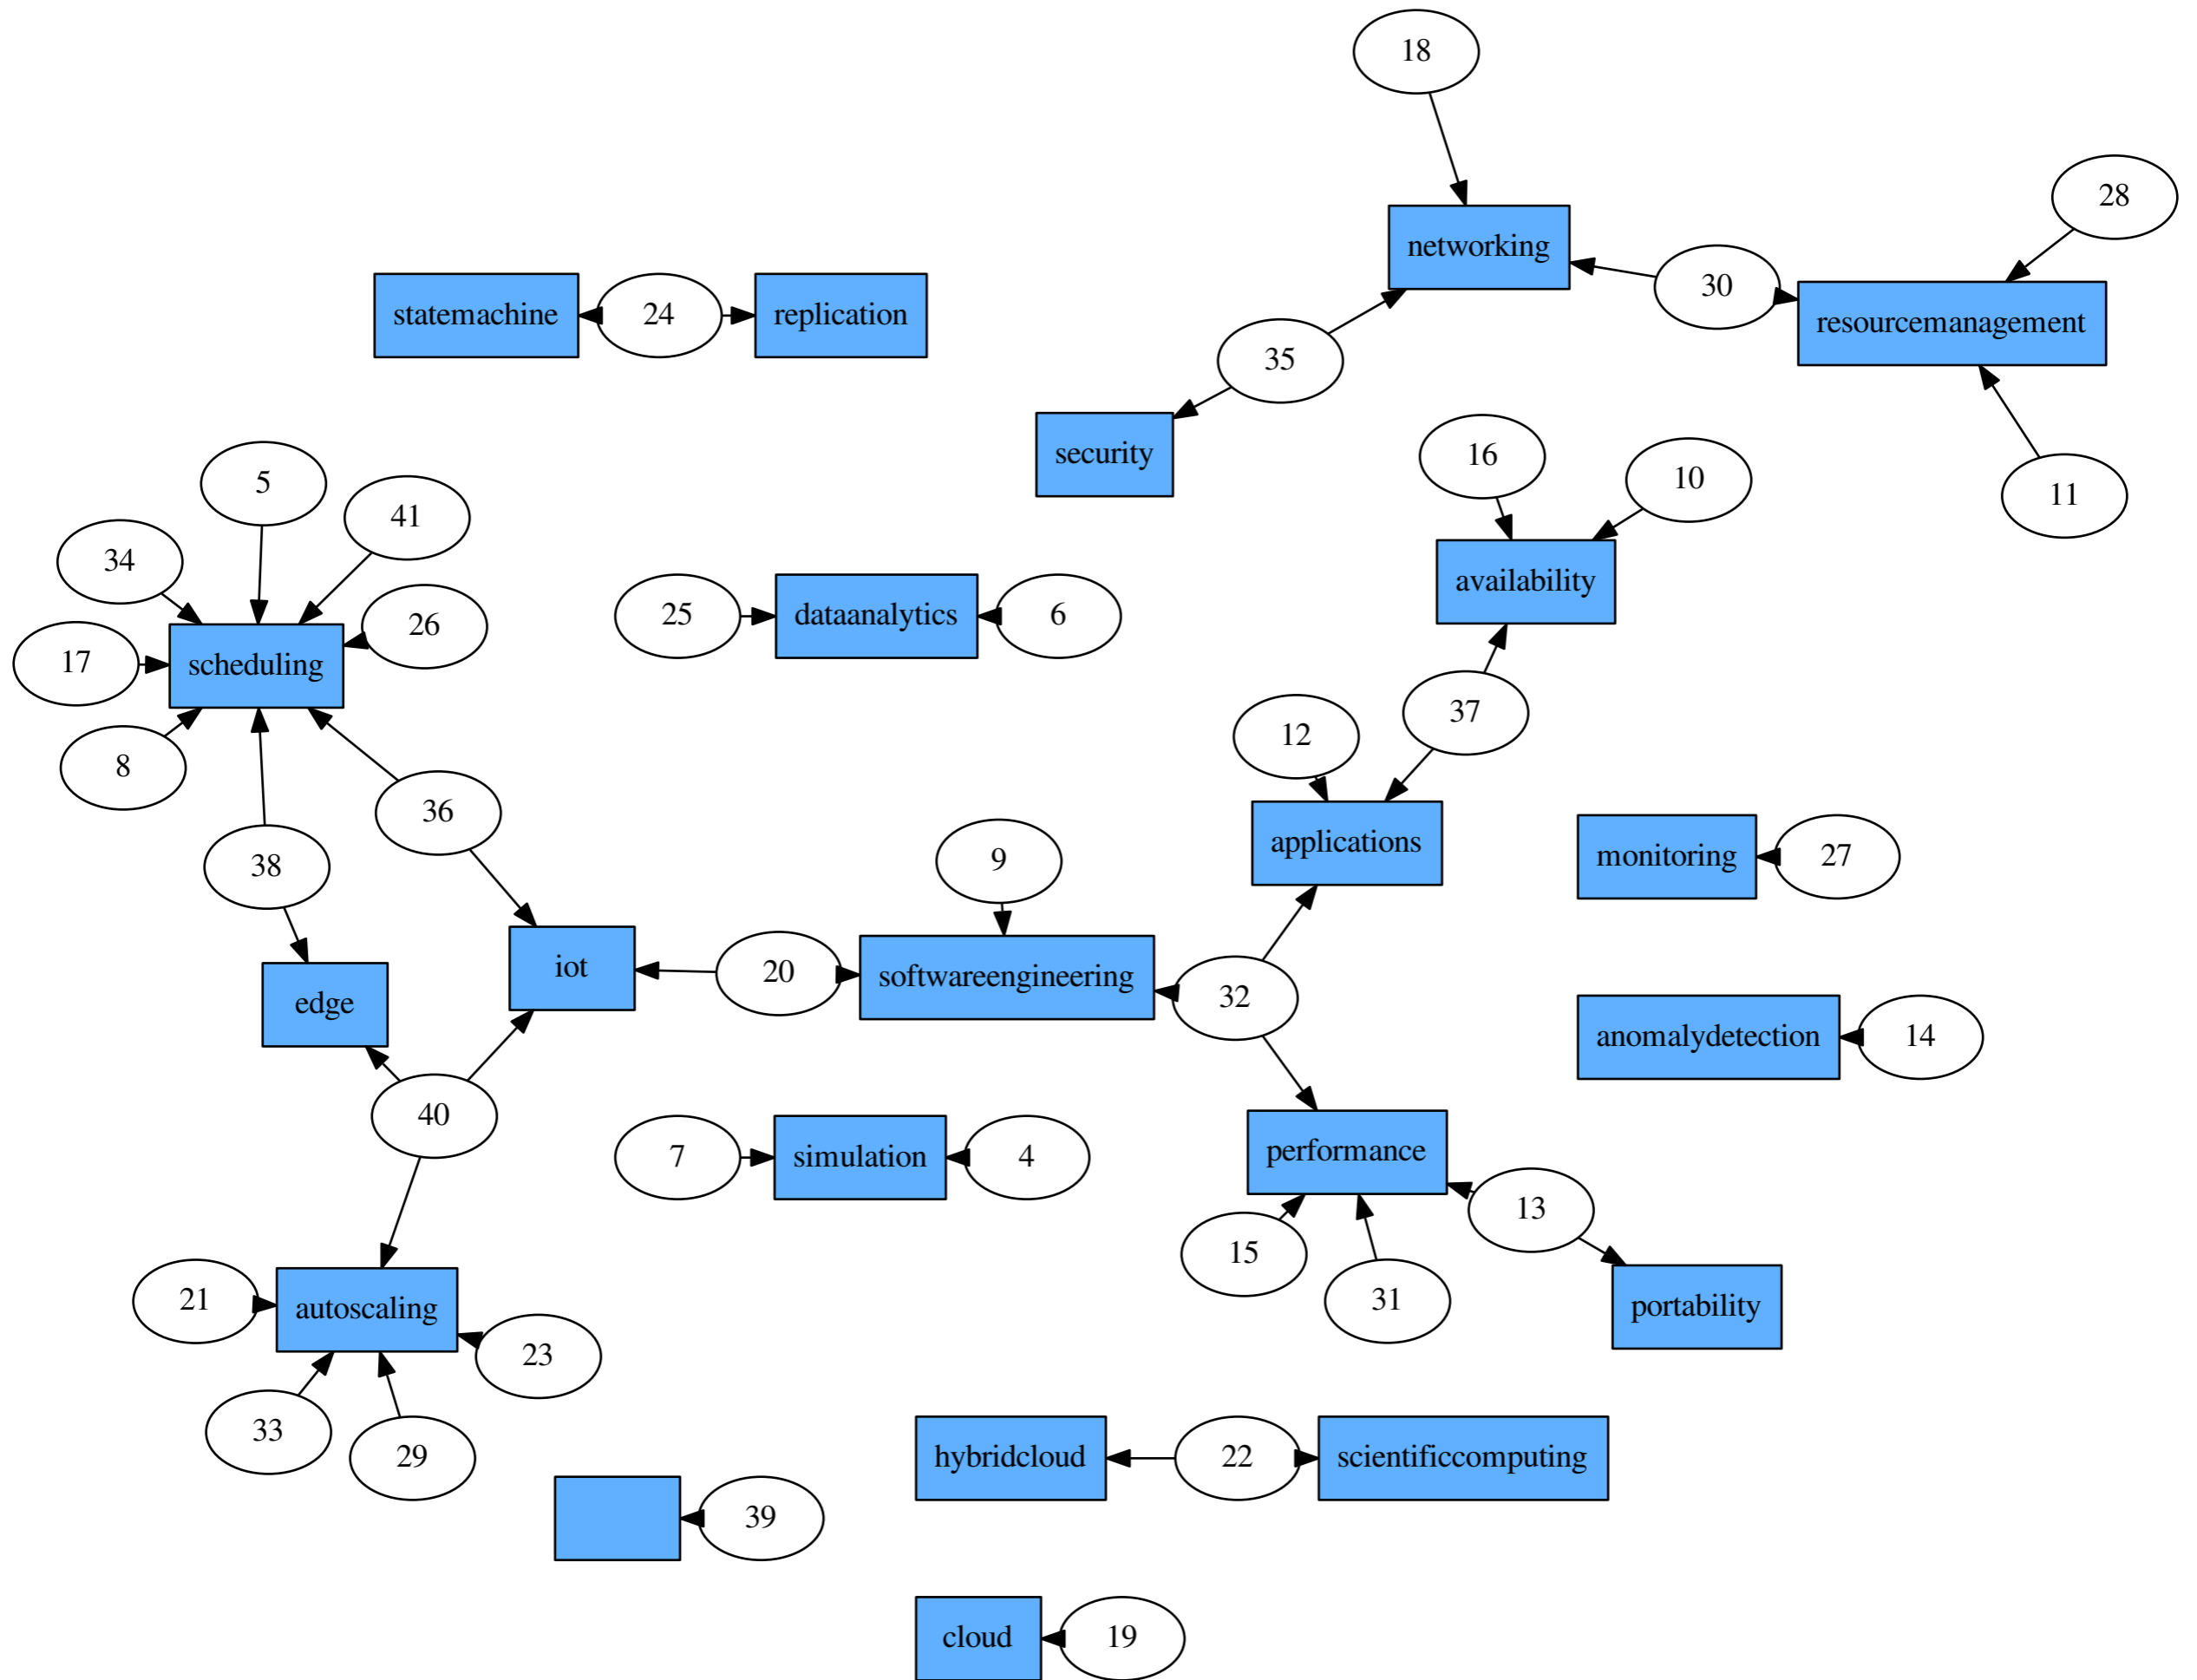 18
28
networking
30
statemachine
24
replication
resourcemanagement
35
security
16
10
5
11
41
34
availability
25
dataanalytics
6
26
17
scheduling
37
12
8
36
applications
9
monitoring
27
38
iot
20
softwareengineering
32
edge
anomalydetection
14
40
7
simulation
4
performance
13
15
21
autoscaling
31
portability
23
33
29
hybridcloud
22
scientificcomputing
39
cloud
19